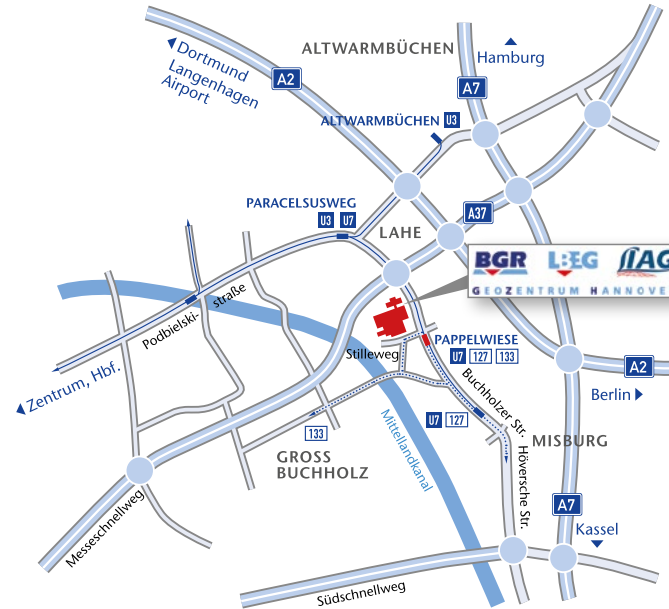 Dortmund
Langenhagen
Airport
A2
ALTWARMBÜCHEN
Hamburg
A7
ALTWARMBÜCHEN U3
PARACELSUSWEG
U3 U7
LAHE
A37
BGR LBEG
GEOZENTRUM HANNOVE
Podbielski-
straße
Stilleweg
PAPPELWIESE
U7 127 133
Zentrum, Hbf.
A2
Berlin
Buchholzer Str.
U7 127
133
GROSS
BUCHHOLZ
Mittellandkanal
MISBURG
Höversche Str.
Messeschnellweg
A7
Kassel
Südschnellweg